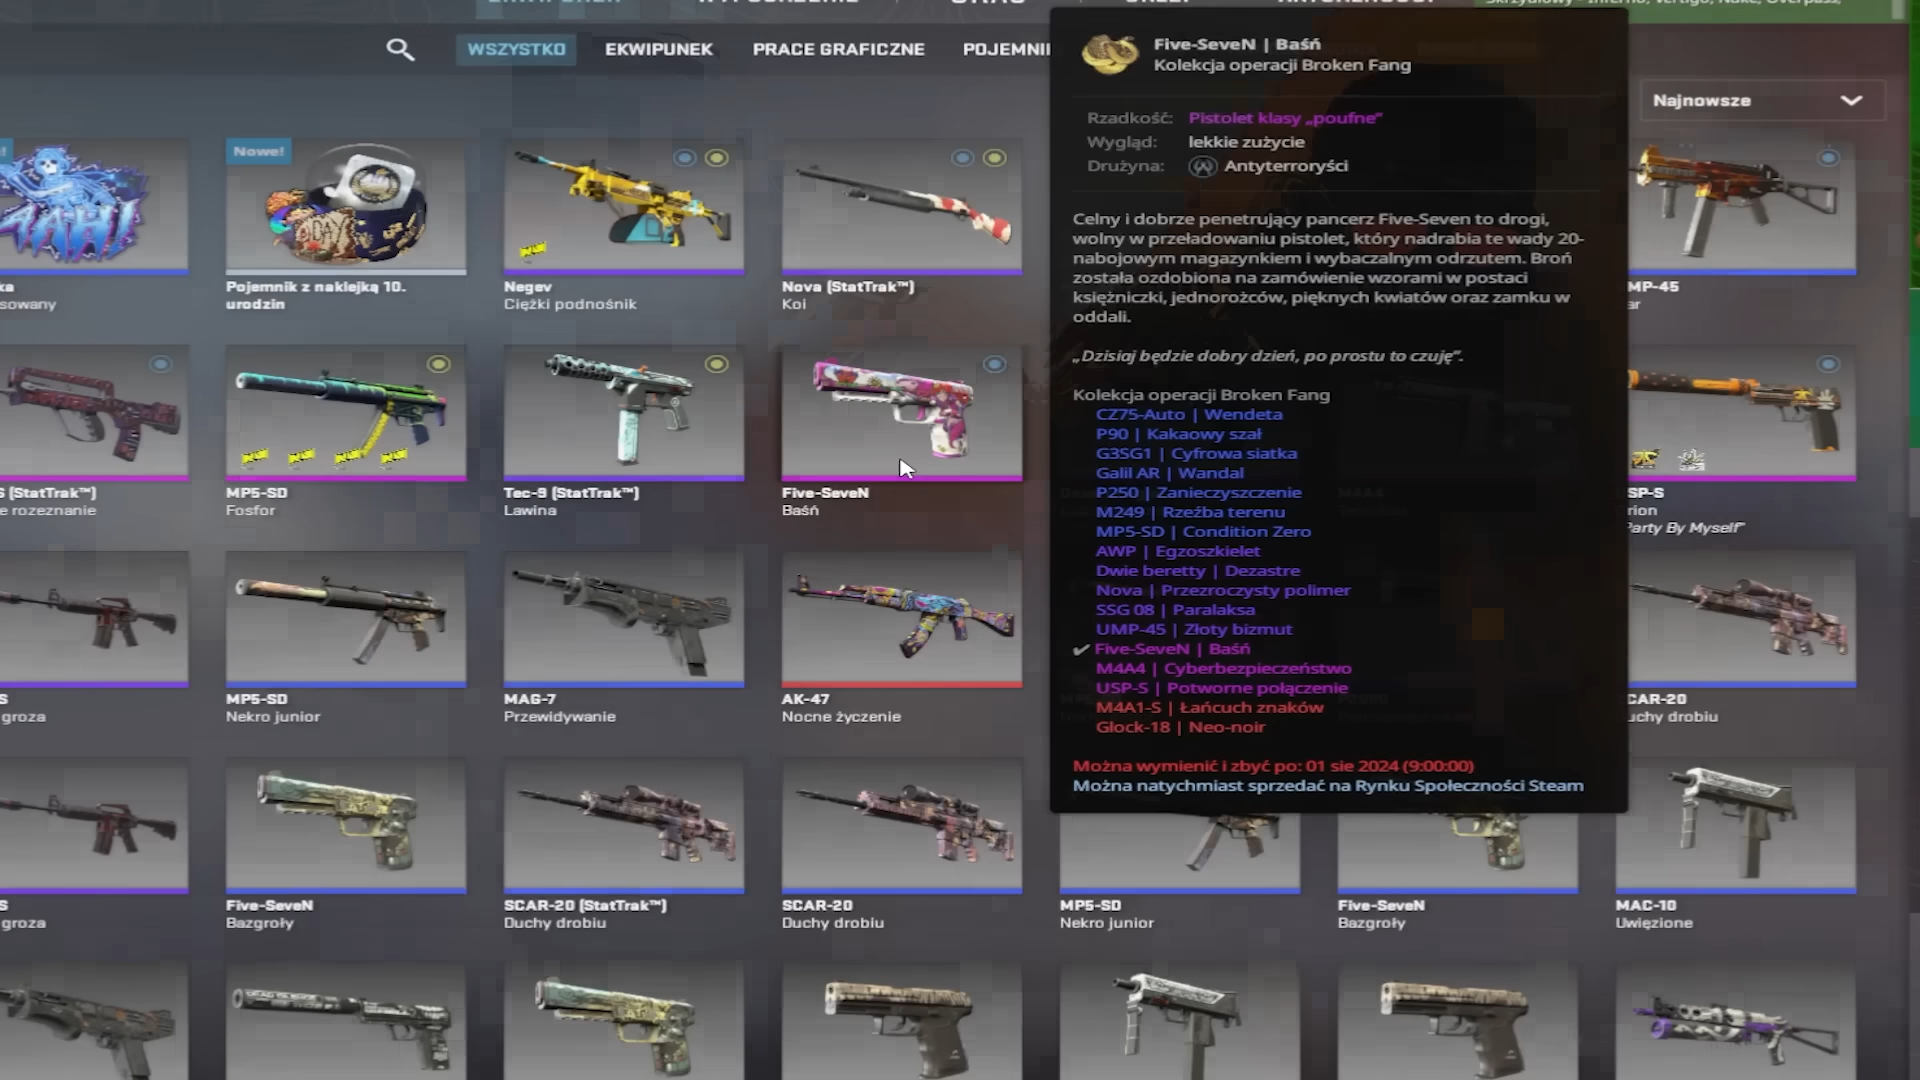 WSZYSTKO
EKWIPUNEK
PRACE GRAFICZNE
Najnowsze
Nowe!
Pojemnik z naklejką 10.
urodzin
Negev
Ciężki podnośnik
Nova (StatTrak™)
Koi
MP-45
Five-SeveN | Baśń
Kolekcja operacji Broken Fang
Rzadkość: Pistolet klasy „poufne”
Wygląd: lekkie zużycie
Drużyna: Antyterroryści
Celny i dobrze penetrujący pancerz Five-Seven to drogi,
wolny w przeładowaniu pistolet, który nadrabia te wady 20-
nabojowym magazynkiem i wybaczalnym odrzutem. Broń
została ozdobiona na zamówienie wzorami w postaci
księżniczki, jednorożców, pięknych kwiatów oraz zamku w
oddali.
„Dzisiaj będzie dobry dzień, po prostu to czuję”.
Kolekcja operacji Broken Fang
CZ75-Auto | Wendeta
P90 | Kakaowy szał
G3SG1 | Cyfrowa siatka
Galil AR | Wandal
P250 | Zanieczyszczenie
M249 | Rzeźba terenu
MP5-SD | Condition Zero
AWP | Egzoszkielet
Dwie beretty | Dezastre
Nova | Przezroczysty polimer
SSG 08 | Paralaksa
UMP-45 | Złoty bizmut
✔ Five-SeveN | Baśń
M4A4 | Cyberbezpieczeństwo
USP-S | Potworne połączenie
M4A1-S | Łańcuch znaków
Glock-18 | Neo-noir
Można wymienić i zbyć po: 01 sie 2024 (9:00:00)
Można natychmiast sprzedać na Rynku Społeczności Steam
S (StatTrak™)
e rozeznanie
MP5-SD
Fosfor
Tec-9 (StatTrak™)
Lawina
Five-SeveN
Baśń
SP-S
rion
Party By Myself"
S
groza
MP5-SD
Nekro junior
MAG-7
Przewidywanie
AK-47
Nocne życzenie
CAR-20
uchy drobiu
S
groza
Five-SeveN
Bazgroły
SCAR-20 (StatTrak™)
Duchy drobiu
SCAR-20
Duchy drobiu
MP5-SD
Nekro junior
Five-SeveN
Bazgroły
MAC-10
Uwięzione